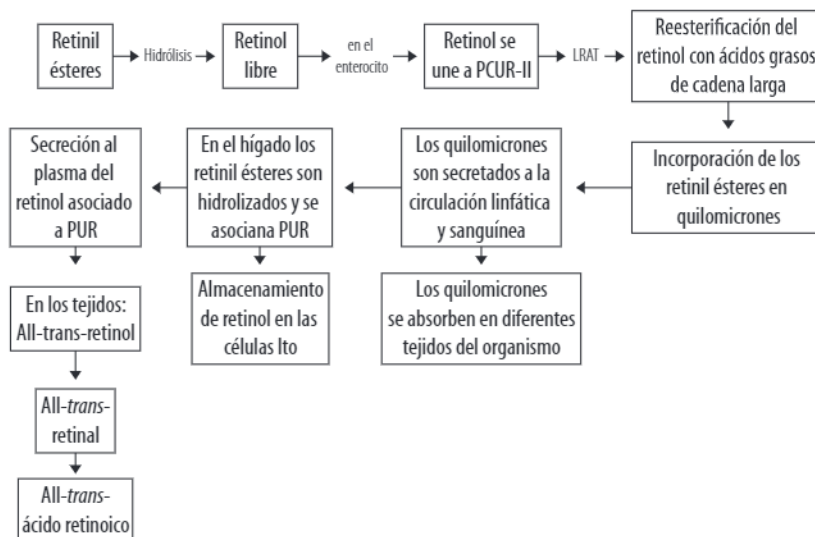 Retinil
ésteres
Hidrólisis
Retinol
libre
en el
enterocito
Retinol se
une a PCUR-II
LRAT
Reesterificación del
retinol con ácidos grasos
de cadena larga
Incorporación de los
retinil ésteres en
quilomicrones
Los quilomicrones
son secretados a la
circulación linfática
y sanguínea
En el hígado los
retinil ésteres son
hidrolizados y se
asociana PUR
Secreción al
plasma del
retinol asociado
a PUR
Los quilomicrones
se absorben en diferentes
tejidos del organismo
Almacenamiento
de retinol en las
células Ito
En los tejidos:
All-trans-retinol
All-trans-
retinal
All-trans-
ácido retinoico